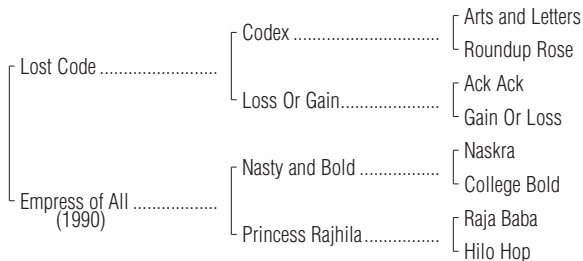 Arts and Letters
Codex ..............................
Roundup Rose
Lost Code ........................
Ack Ack
Loss Or Gain....................
Gain Or Loss
Naskra
Nasty and Bold ................
College Bold
Empress of All .................
(1990)
Raja Baba
Princess Rajhila...............
Hilo Hop